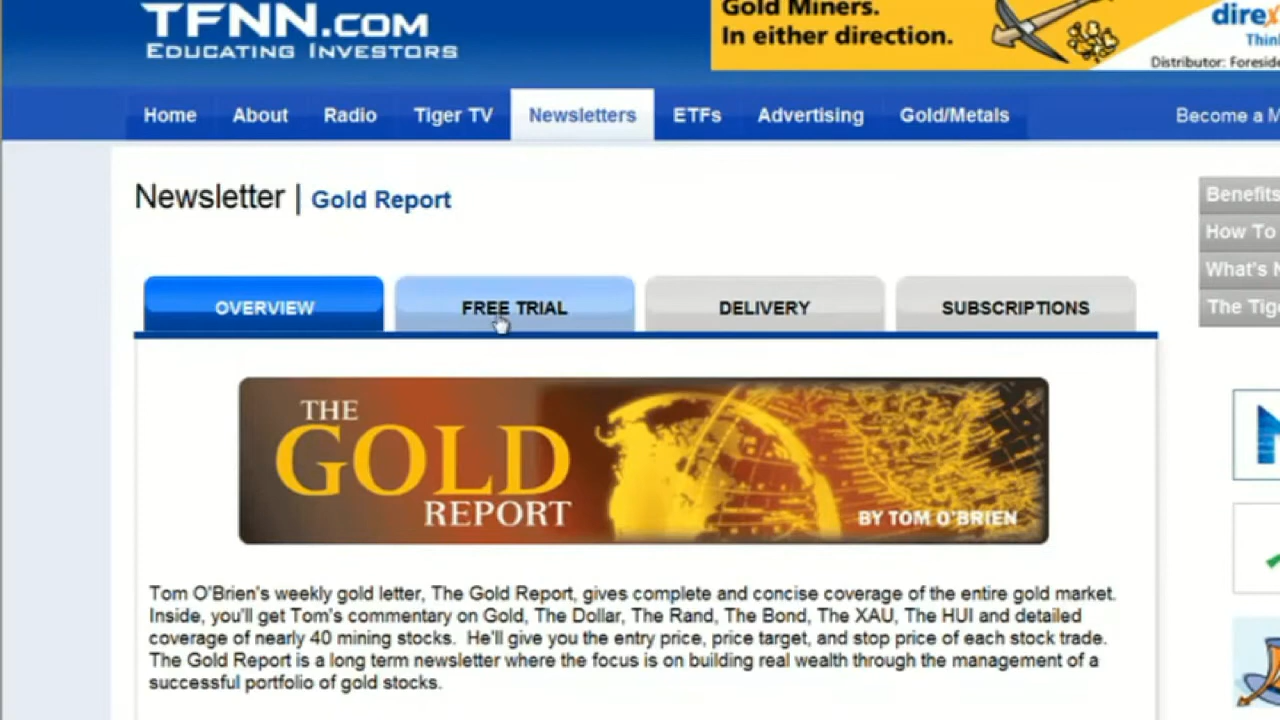 TFNN.COM
EDUCATING INVESTORS
Gold Miners.
In either direction.
Distributor:
Home About Radio Tiger TV Newsletters ETFs Advertising Gold/Metals Become a M
Newsletter | Gold Report
Benefits
How To
What's
The
OVERVIEW FREE TRIAL DELIVERY SUBSCRIPTIONS
THE
GOLD
REPORT
BY TOM O'BRIEN
Tom O'Brien's weekly gold letter, The Gold Report, gives complete and concise coverage of the entire gold market.
Inside, you'll get Tom's commentary on Gold, The Dollar, The Rand, The Bond, The XAU, The HUI and detailed
coverage of nearly 40 mining stocks. He'll give you the entry price, price target, and stop price of each stock trade.
The Gold Report is a long term newsletter where the focus is on building real wealth through the management of a
successful portfolio of gold stocks.